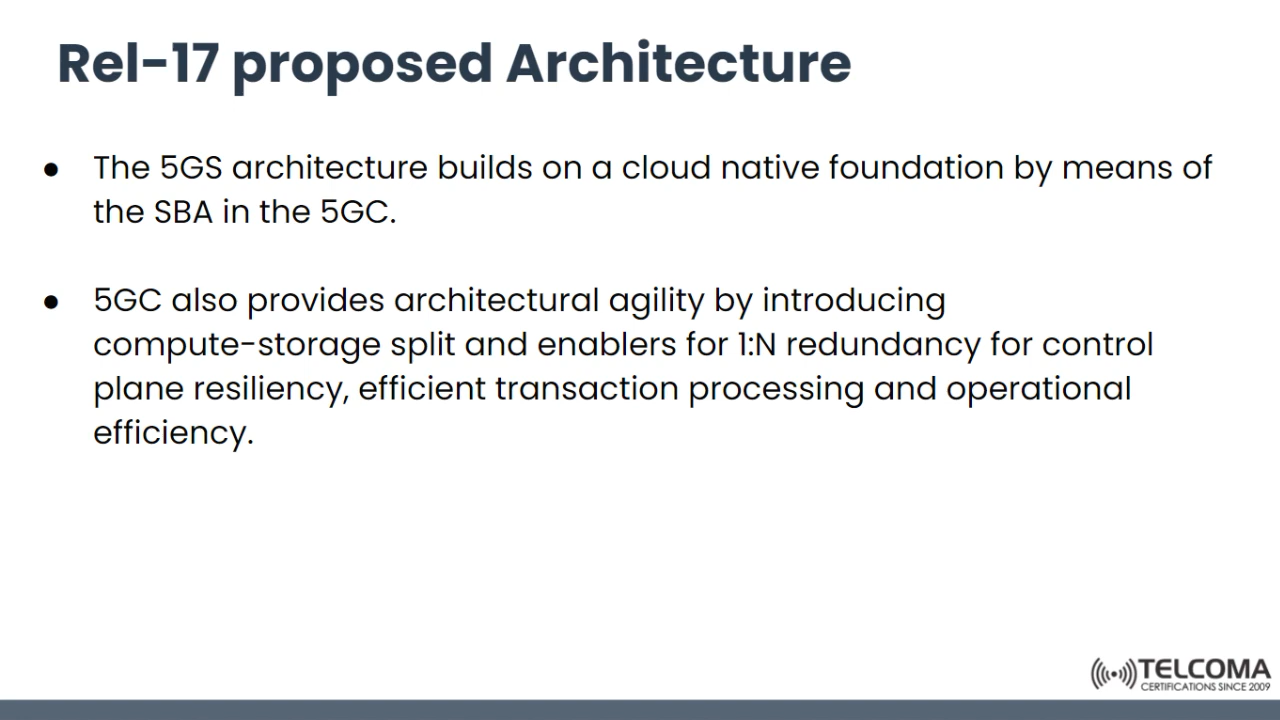 Rel-17 proposed Architecture
● The 5GS architecture builds on a cloud native foundation by means of
the SBA in the 5GC.
● 5GC also provides architectural agility by introducing
compute-storage split and enablers for 1:N redundancy for control
plane resiliency, efficient transaction processing and operational
efficiency.
TELCOMA
CERTIFICATIONS SINCE 2009